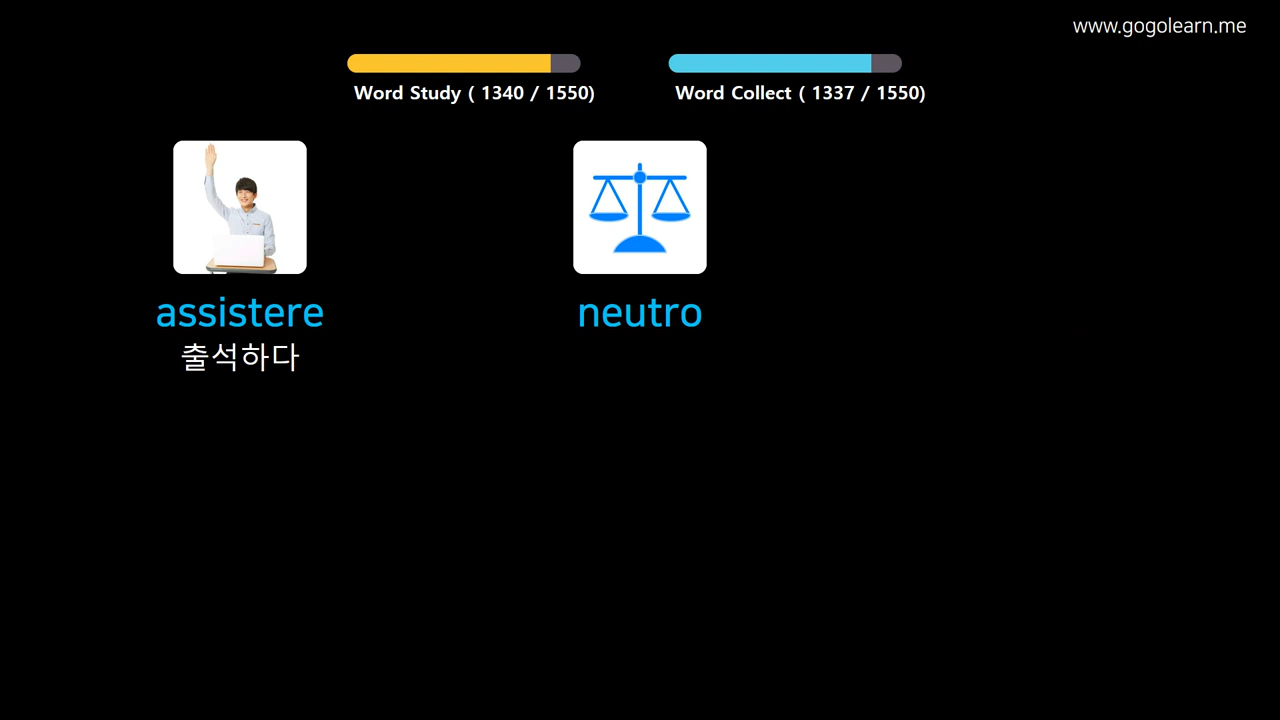 www.gogolearn.me
Word Study ( 1340 / 1550)
Word Collect ( 1337 / 1550)
assistere
출석하다
neutro